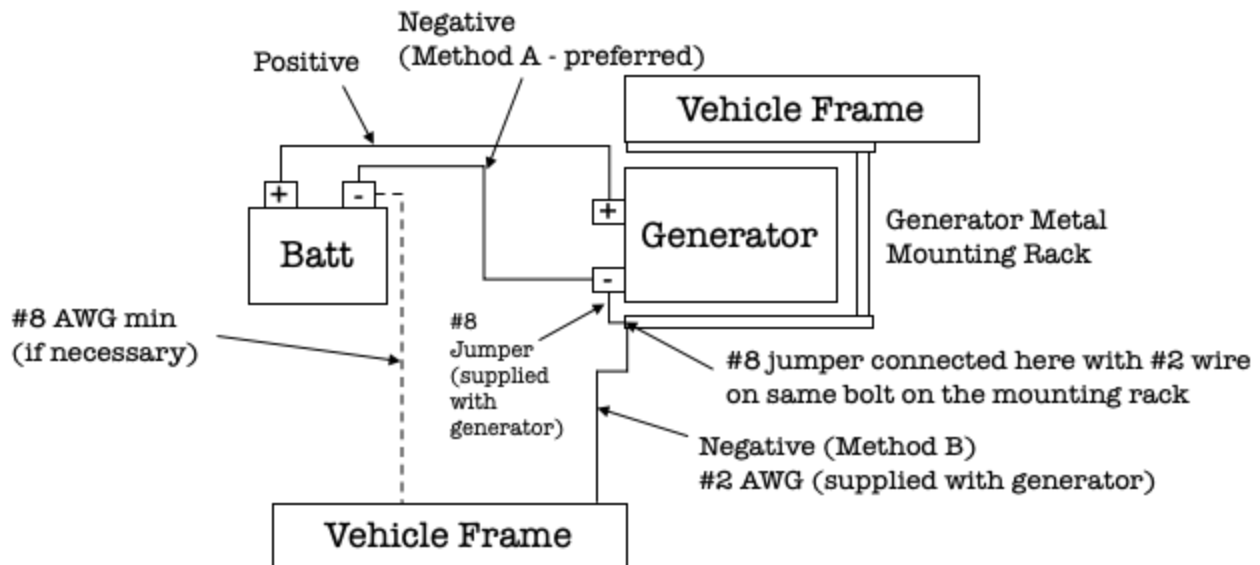 Negative
(Method A - preferred)
Positive
Vehicle Frame
+
-
+
Generator
Generator Metal
Mounting Rack
Batt
-
#8 AWG min
(if necessary)
#8
Jumper
(supplied
with
generator)
#8 jumper connected here with #2 wire
on same bolt on the mounting rack
Negative (Method B)
#2 AWG (supplied with generator)
Vehicle Frame